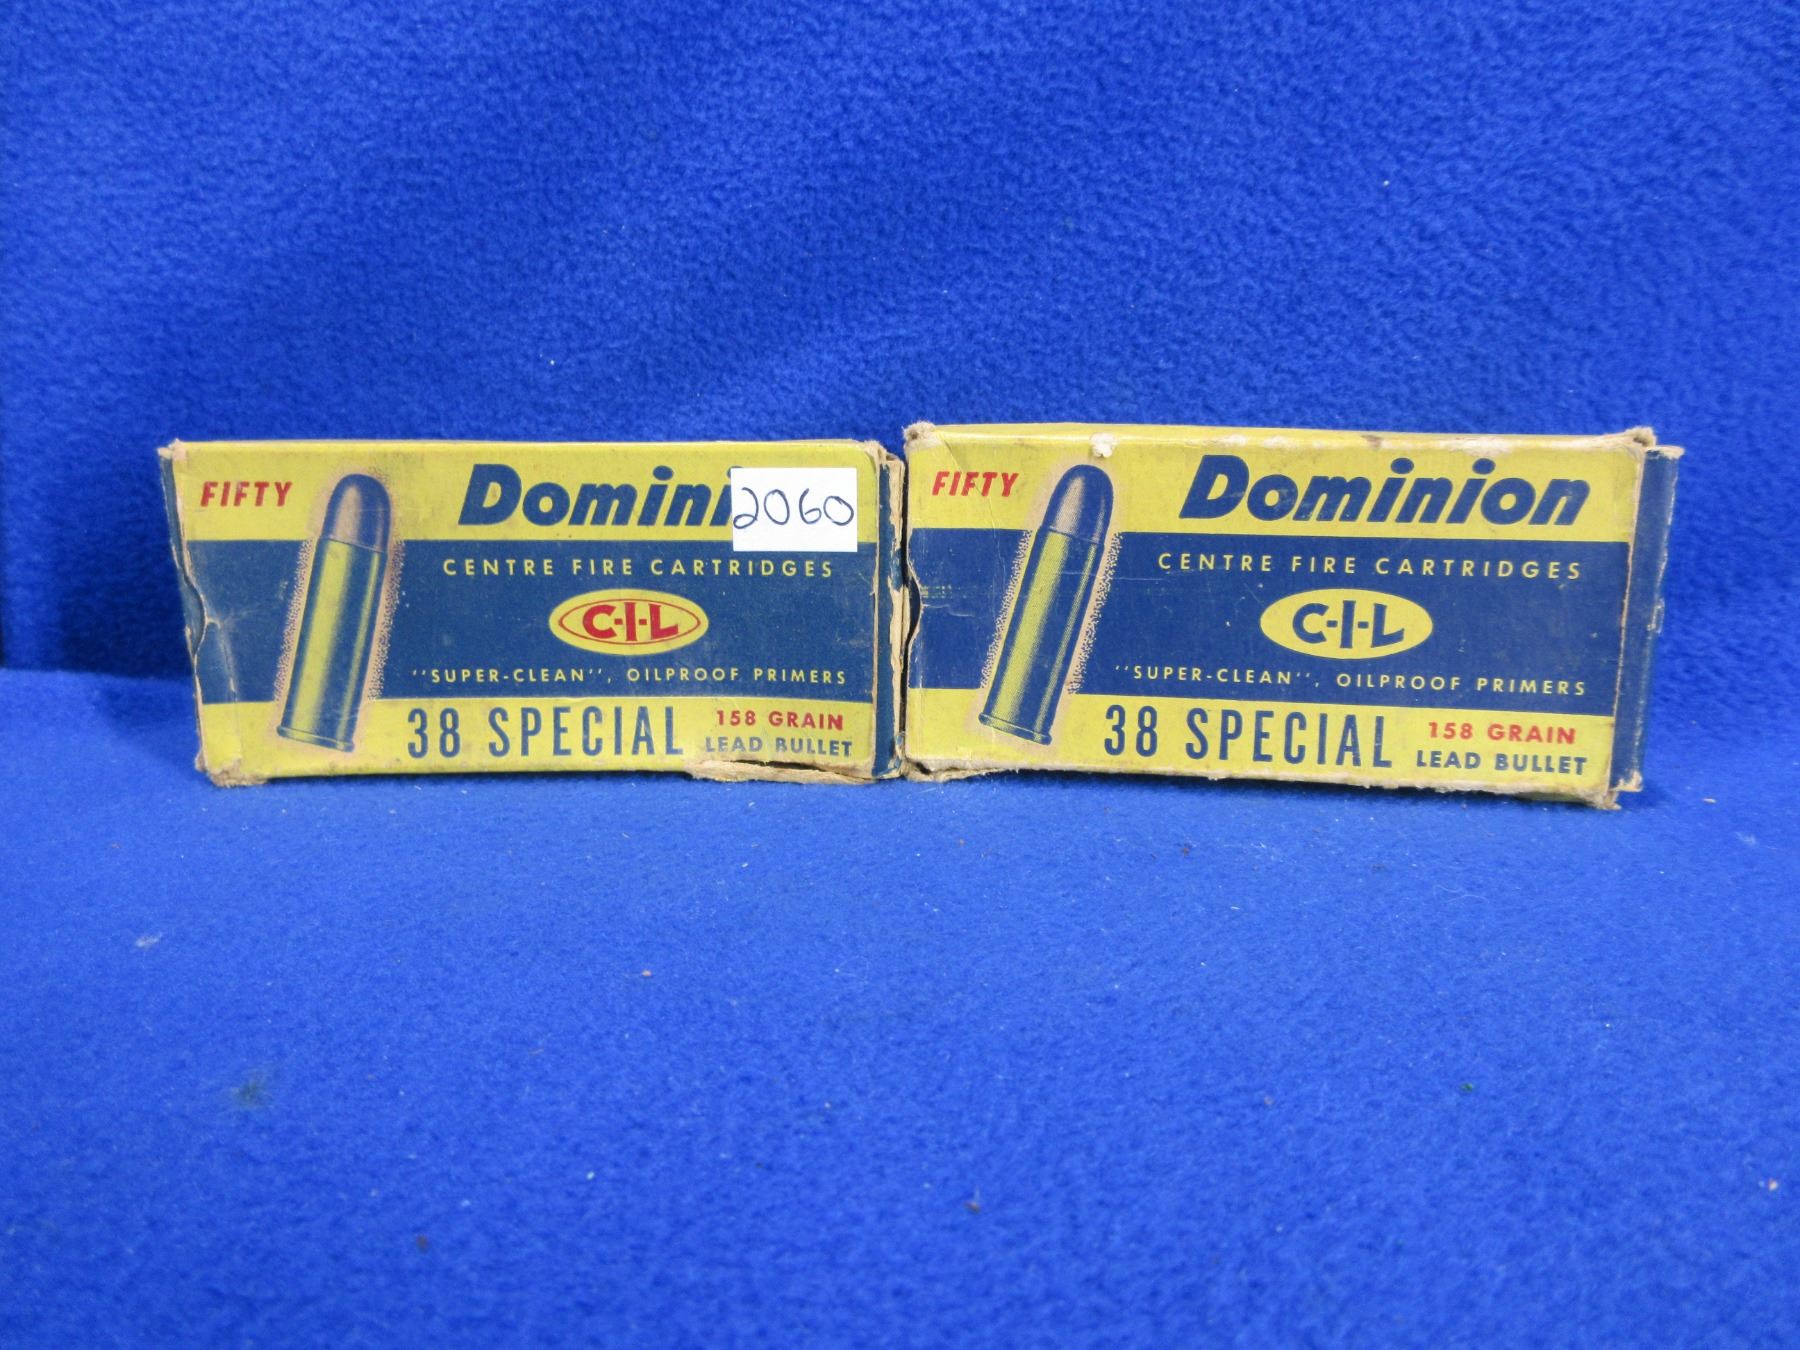 FIFTY
Domini
2060
CENTRE FIRE CARTRIDGES
C-I-L
"SUPER-CLEAN", OILPROOF PRIMERS
38 SPECIAL
158 GRAIN
LEAD BULLET
FIFTY
Dominion
CENTRE FIRE CARTRIDGES
C-I-L
"SUPER-CLEAN", OILPROOF PRIMERS
38 SPECIAL
158 GRAIN
LEAD BULLET